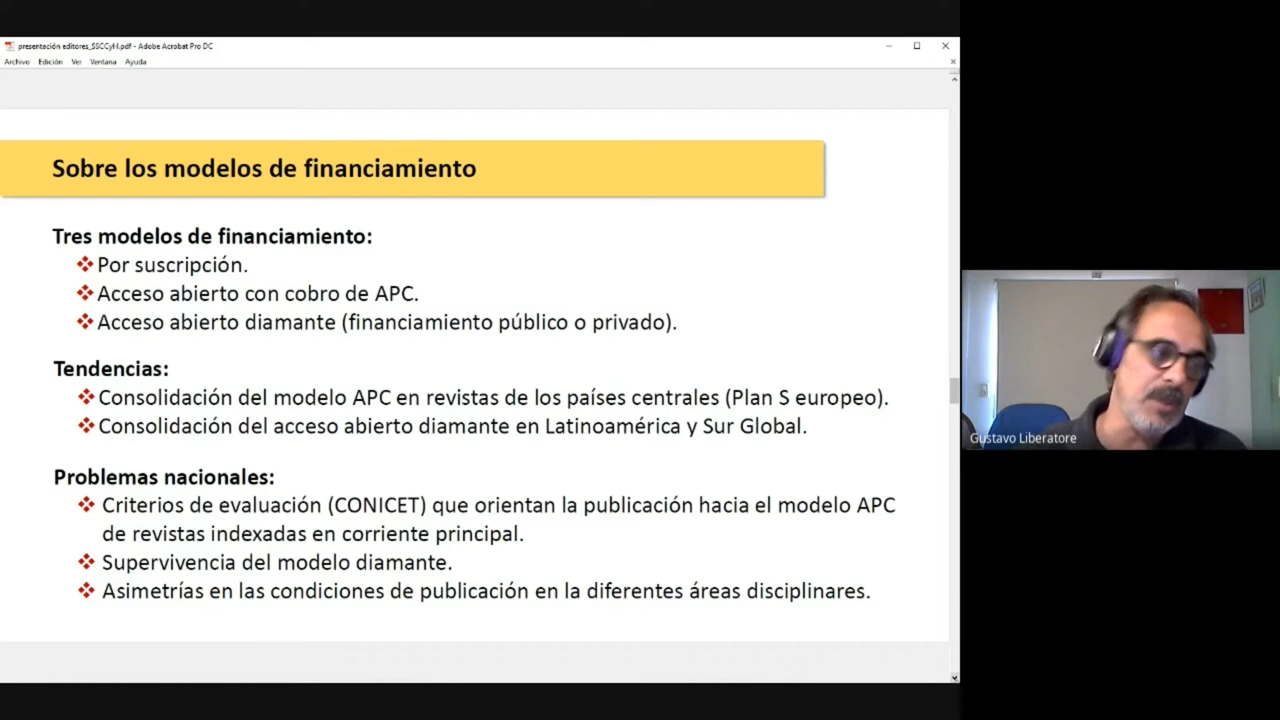 presentación editores_SSCCyH.pdf - Adobe Acrobat Pro DC
Archivo Edición Ver Ventana Ayuda
Sobre los modelos de financiamiento
Tres modelos de financiamiento:
Por suscripción.
Acceso abierto con cobro de APC.
Acceso abierto diamante (financiamiento público o privado).
Tendencias:
Consolidación del modelo APC en revistas de los países centrales (Plan S europeo).
Consolidación del acceso abierto diamante en Latinoamérica y Sur Global.
Problemas nacionales:
Criterios de evaluación (CONICET) que orientan la publicación hacia el modelo APC
de revistas indexadas en corriente principal.
Supervivencia del modelo diamante.
Asimetrías en las condiciones de publicación en la diferentes áreas disciplinares.
Gustavo Liberatore